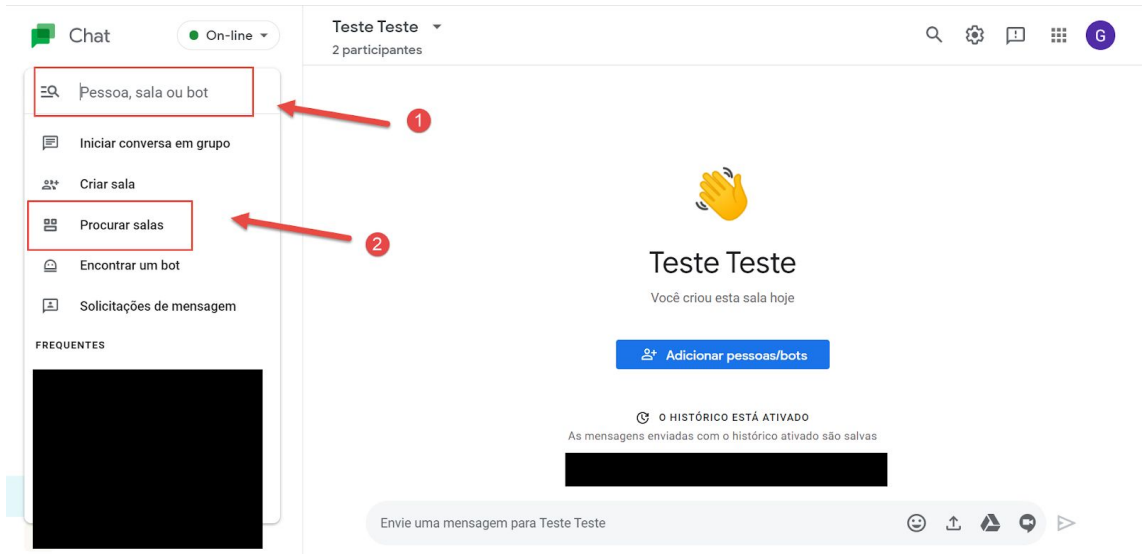 Chat
On-line
Pessoa, sala ou bot
1
Iniciar conversa em grupo
Criar sala
Procurar salas
2
Encontrar um bot
Solicitações de mensagem
FREQUENTES
Teste Teste
2 participantes
G
Teste Teste
Você criou esta sala hoje
Adicionar pessoas/bots
O HISTÓRICO ESTÁ ATIVADO
As mensagens enviadas com o histórico ativado são salvas
Envie uma mensagem para Teste Teste